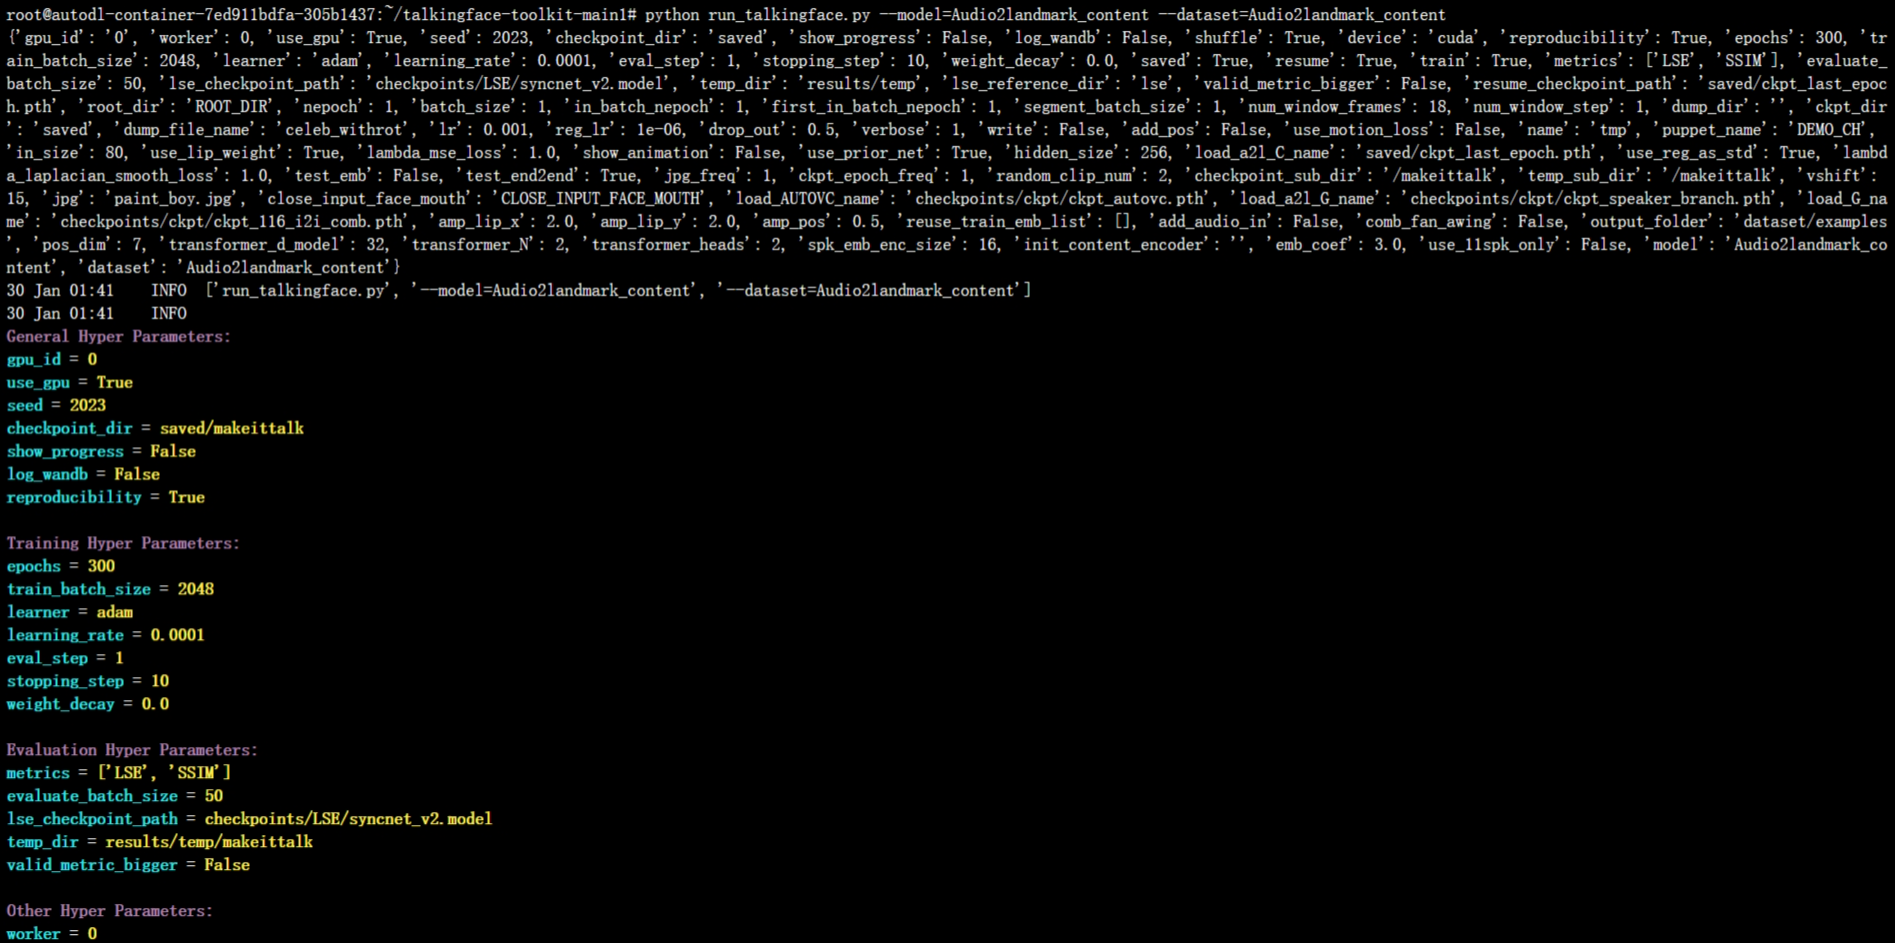 root@autodl-container-7ed911bdfa-305b1437:~/talkingface-toolkit-main1# python run_talkingface.py --model=Audio2landmark_content --dataset=Audio2landmark_content
{'gpu_id': '0', 'worker': 0, 'use_gpu': True, 'seed': 2023, 'checkpoint_dir': 'saved', 'show_progress': False, 'log_wandb': False, 'shuffle': True, 'device': 'cuda', 'reproducibility': True, 'epochs': 300, 'tr
ain_batch_size': 2048, 'learner': 'adam', 'learning_rate': 0.0001, 'eval_step': 1, 'stopping_step': 10, 'weight_decay': 0.0, 'saved': True, 'resume': True, 'train': True, 'metrics': ['LSE', 'SSIM'], 'evaluate_
batch_size': 50, 'lse_checkpoint_path': 'checkpoints/LSE/syncnet_v2.model', 'temp_dir': 'results/temp', 'lse_reference_dir': 'lse', 'valid_metric_bigger': False, 'resume_checkpoint_path': 'saved/ckpt_last_epoc
h.pth', 'root_dir': 'ROOT_DIR', 'nepoch': 1, 'batch_size': 1, 'in_batch_nepoch': 1, 'first_in_batch_nepoch': 1, 'segment_batch_size': 1, 'num_window_frames': 18, 'num_window_step': 1, 'dump_dir': '', 'ckpt_dir
': 'saved', 'dump_file_name': 'celeb_withrot', 'lr': 0.001, 'reg_lr': 1e-06, 'drop_out': 0.5, 'verbose': 1, 'write': False, 'add_pos': False, 'use_motion_loss': False, 'name': 'tmp', 'puppet_name': 'DEMO_CH',
'in_size': 80, 'use_lip_weight': True, 'lambda_mse_loss': 1.0, 'show_animation': False, 'use_prior_net': True, 'hidden_size': 256, 'load_a2l_C_name': 'saved/ckpt_last_epoch.pth', 'use_reg_as_std': True, 'lambd
a_laplacian_smooth_loss': 1.0, 'test_emb': False, 'test_end2end': True, 'jpg_freq': 1, 'ckpt_epoch_freq': 1, 'random_clip_num': 2, 'checkpoint_sub_dir': '/makeittalk', 'temp_sub_dir': '/makeittalk', 'vshift':
15, 'jpg': 'paint_boy.jpg', 'close_input_face_mouth': 'CLOSE_INPUT_FACE_MOUTH', 'load_AUTOVC_name': 'checkpoints/ckpt/ckpt_autovc.pth', 'load_a2l_G_name': 'checkpoints/ckpt/ckpt_speaker_branch.pth', 'load_G_na
me': 'checkpoints/ckpt/ckpt_116_i2i_comb.pth', 'amp_lip_x': 2.0, 'amp_lip_y': 2.0, 'amp_pos': 0.5, 'reuse_train_emb_list': [], 'add_audio_in': False, 'comb_fan_awing': False, 'output_folder': 'dataset/examples
', 'pos_dim': 7, 'transformer_d_model': 32, 'transformer_N': 2, 'transformer_heads': 2, 'spk_emb_enc_size': 16, 'init_content_encoder': '', 'emb_coef': 3.0, 'use_11spk_only': False, 'model': 'Audio2landmark_co
ntent', 'dataset': 'Audio2landmark_content'}
30 Jan 01:41    INFO  ['run_talkingface.py', '--model=Audio2landmark_content', '--dataset=Audio2landmark_content']
30 Jan 01:41    INFO
General Hyper Parameters:
gpu_id = 0
use_gpu = True
seed = 2023
checkpoint_dir = saved/makeittalk
show_progress = False
log_wandb = False
reproducibility = True
Training Hyper Parameters:
epochs = 300
train_batch_size = 2048
learner = adam
learning_rate = 0.0001
eval_step = 1
stopping_step = 10
weight_decay = 0.0
Evaluation Hyper Parameters:
metrics = ['LSE', 'SSIM']
evaluate_batch_size = 50
lse_checkpoint_path = checkpoints/LSE/syncnet_v2.model
temp_dir = results/temp/makeittalk
valid_metric_bigger = False
Other Hyper Parameters:
worker = 0